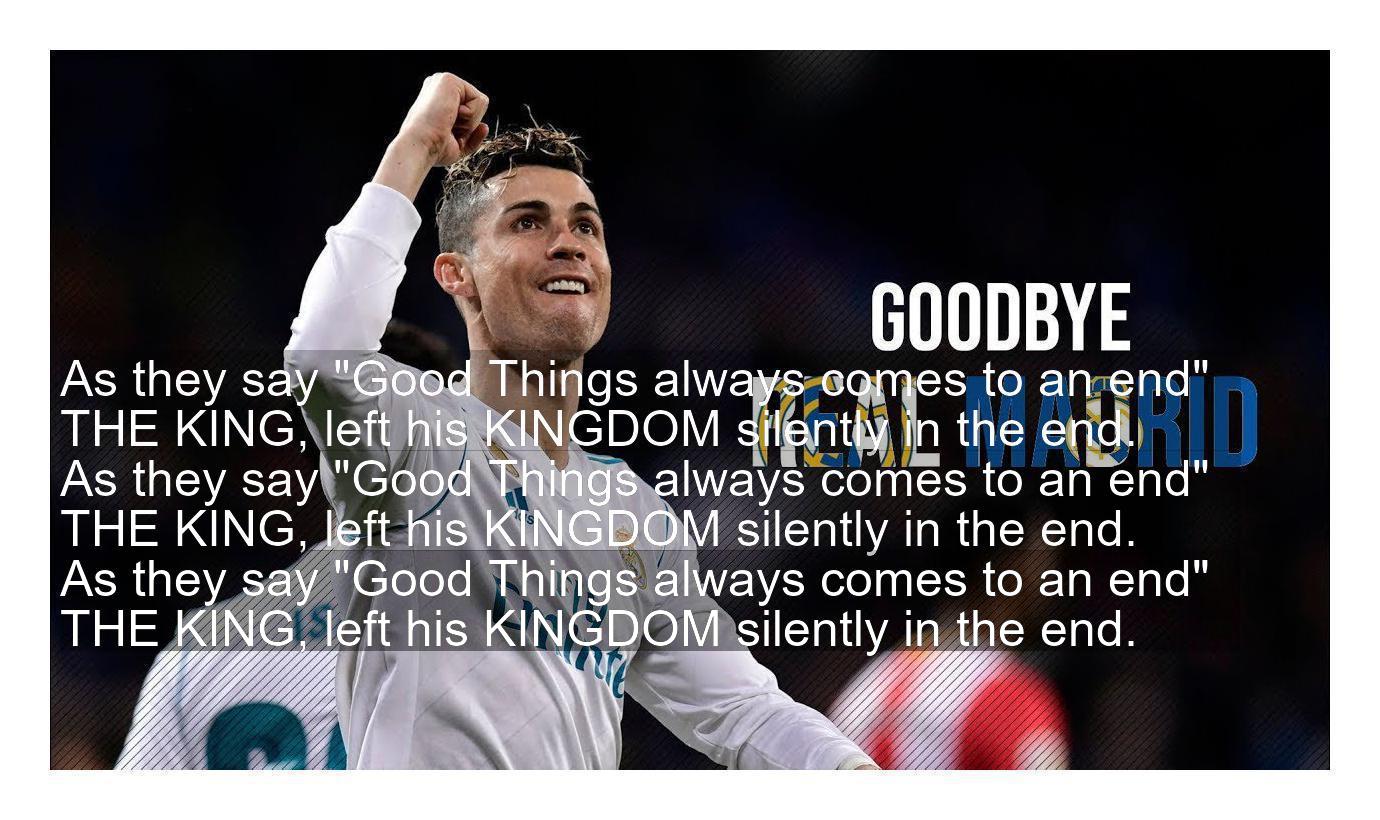 GOODBYE
REAL MADRID
As they say "Good Things always comes to an end"
THE KING, left his KINGDOM silently in the end.
As they say "Good Things always comes to an end"
THE KING, left his KINGDOM silently in the end.
As they say "Good Things always comes to an end"
THE KING, left his KINGDOM silently in the end.